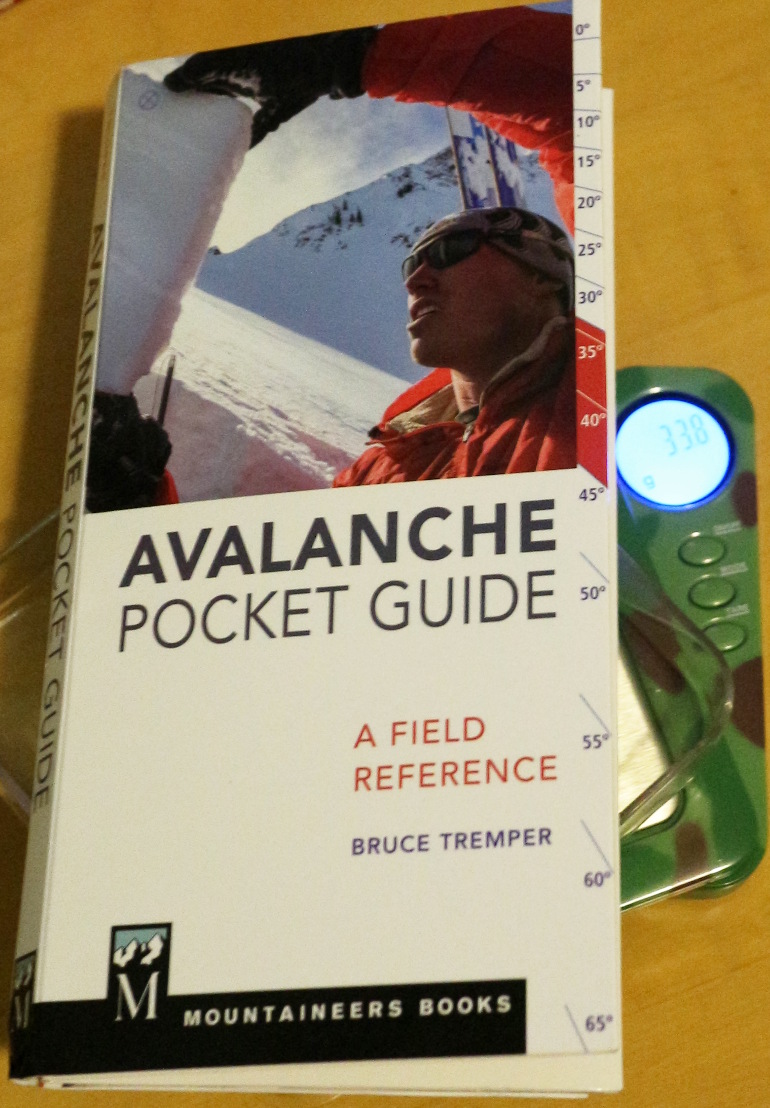 0°
5°
10°
15°
20°
25°
30°
35°
40°
45°
50°
55°
60°
65°
AVALANCHE
POCKET GUIDE
A FIELD
REFERENCE
BRUCE TREMPER
M MOUNTAINEERS BOOKS
AVALANCHE POCKET GUIDE
M
338
g